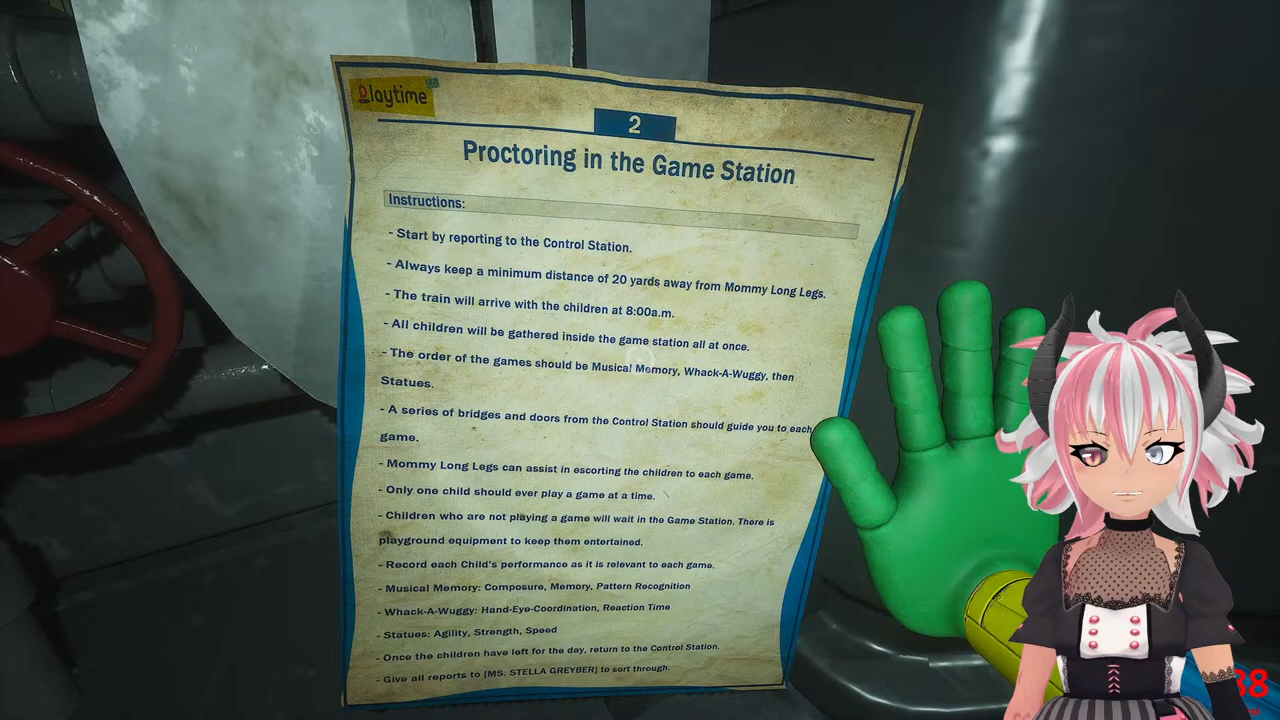 Playtime
2
Proctoring in the Game Station
Instructions:
- Start by reporting to the Control Station.
- Always keep a minimum distance of 20 yards away from Mommy Long Legs.
- The train will arrive with the children at 8:00a.m.
- All children will be gathered inside the game station all at once.
- The order of the games should be Musical Memory, Whack-A-Wuggy, then
Statues.
- A series of bridges and doors from the Control Station should guide you to each
game.
- Mommy Long Legs can assist in escorting the children to each game.
- Only one child should ever play a game at a time.
- Children who are not playing a game will wait in the Game Station. There is
playground equipment to keep them entertained.
- Record each Child's performance as it is relevant to each game.
- Musical Memory: Composure, Memory, Pattern Recognition
- Whack-A-Wuggy: Hand-Eye-Coordination, Reaction Time
- Statues: Agility, Strength, Speed
- Once the children have left for the day, return to the Control Station.
- Give all reports to [MS. STELLA GREYBER] to sort through.